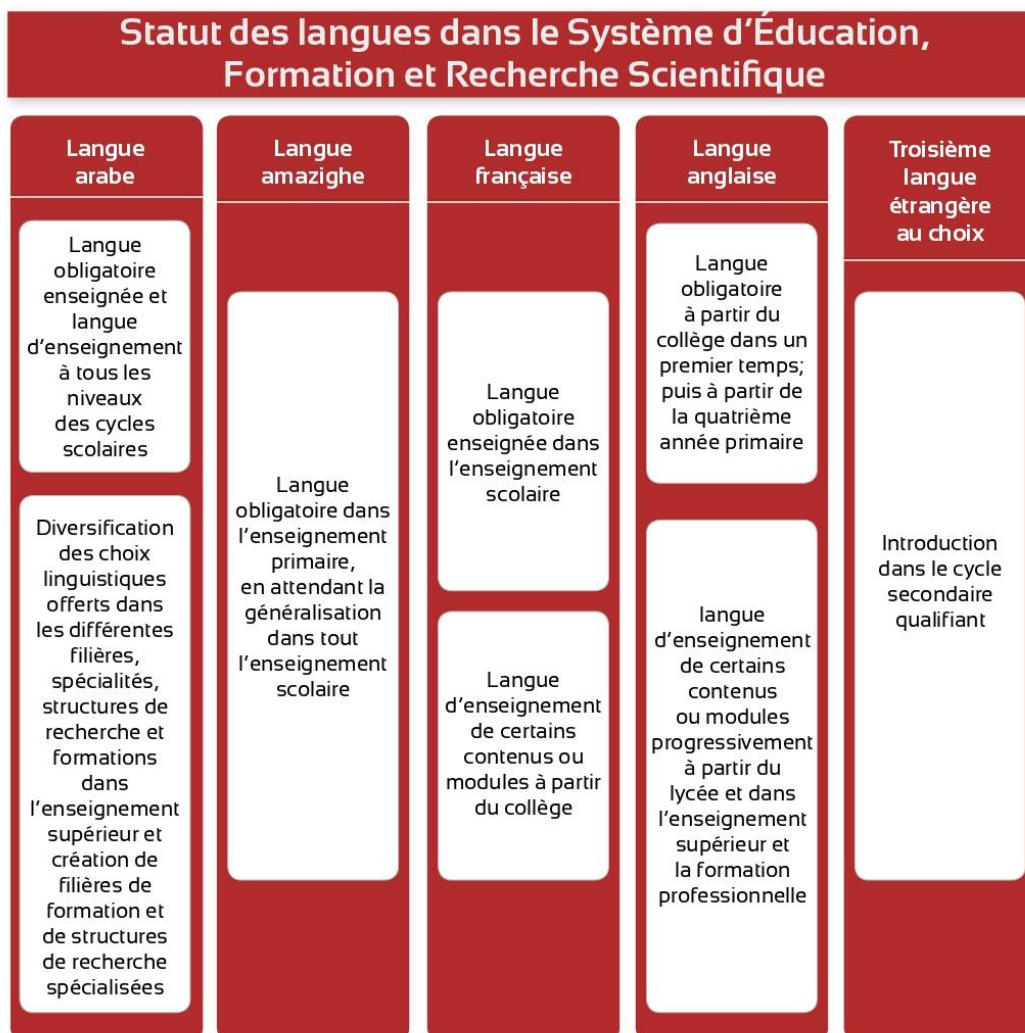 Statut des langues dans le Système d'Éducation,
Formation et Recherche Scientifique
Langue
arabe
Langue
obligatoire
enseignée et
langue
d'enseignement
à tous les
niveaux
des cycles
scolaires
Diversification
des choix
linguistiques
offerts dans
les différentes
filières,
spécialités,
structures de
recherche et
formations
dans
l'enseignement
supérieur et
création de
filières de
formation et
de structures
de recherche
spécialisées
Langue
amazighe
Langue
obligatoire dans
l'enseignement
primaire,
en attendant la
généralisation
dans tout
l'enseignement
scolaire
Langue
française
Langue
obligatoire
enseignée dans
l'enseignement
scolaire
Langue
d'enseignement
de certains
contenus ou
modules à partir
du collège
Langue
anglaise
Langue
obligatoire
à partir du
collège dans un
premier temps;
puis à partir de
la quatrième
année primaire
langue
d'enseignement
de certains
contenus
ou modules
progressivement
à partir du
lycée et dans
l'enseignement
supérieur et
la formation
professionnelle
Troisième
langue
étrangère
au choix
Introduction
dans le cycle
secondaire
qualifiant